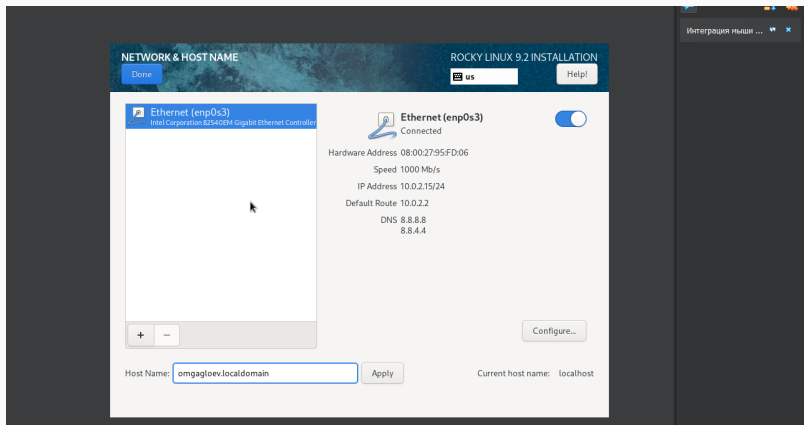 Интеграция мыши ...
NETWORK & HOST NAME
ROCKY LINUX 9.2 INSTALLATION
Done
us
Help!
Ethernet (enp0s3)
Intel Corporation 82540EM Gigabit Ethernet Controller
Ethernet (enp0s3)
Connected
Hardware Address 08:00:27:95:FD:06
Speed 1000 Mb/s
IP Address 10.0.2.15/24
Default Route 10.0.2.2
DNS 8.8.8.8
8.8.4.4
+ −
Configure...
Host Name: omgagloev.localdomain Apply Current host name: localhost